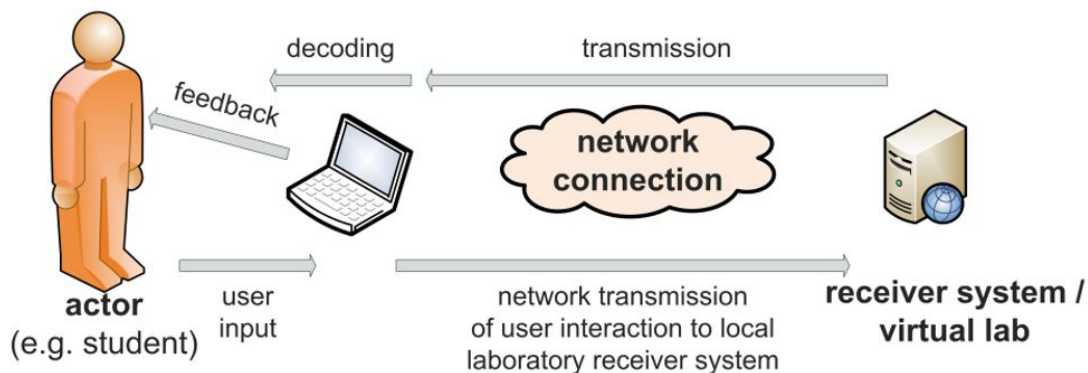 decoding
transmission
feedback
network
connection
actor
(e.g. student)
user
input
network transmission
of user interaction to local
laboratory receiver system
receiver system /
virtual lab